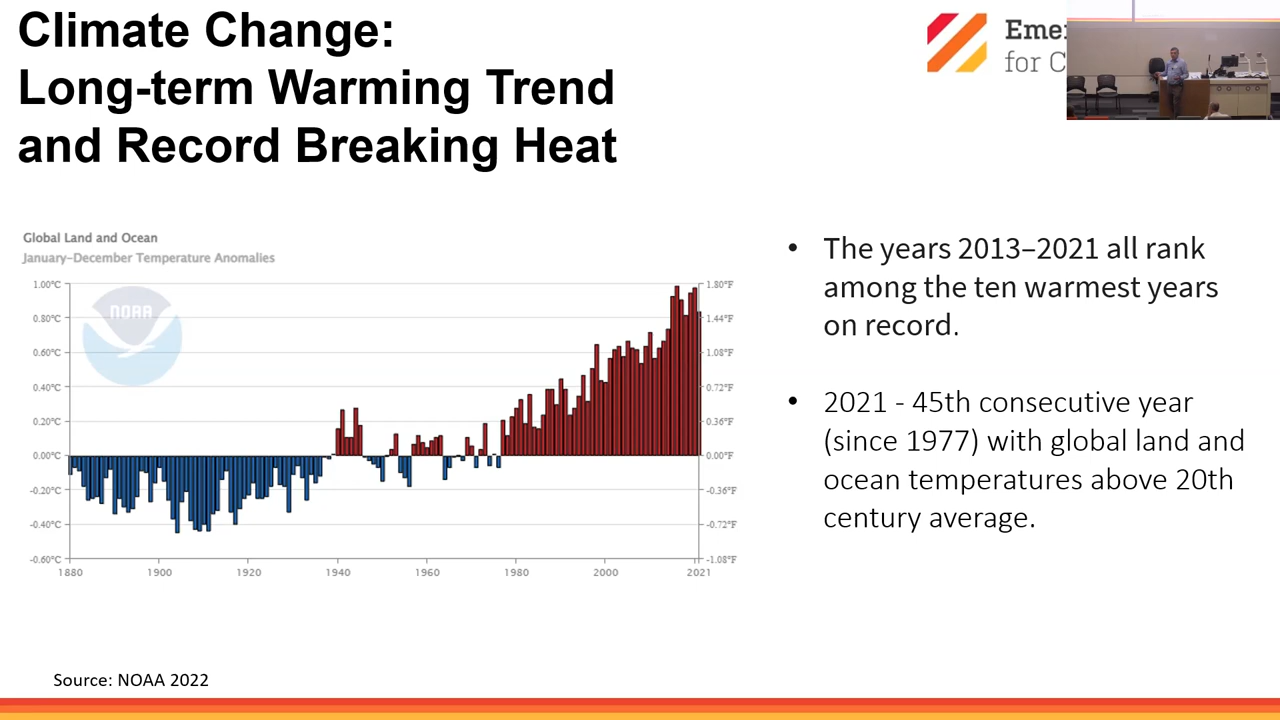 Climate Change:
Long-term Warming Trend
and Record Breaking Heat
for C
Global Land and Ocean
January-December Temperature Anomalies
NOAA
1.00°C
0.80°C
0.60°C
0.40°C
0.20°C
0.00°C
-0.20°C
-0.40°C
-0.60°C
1.80°F
1.44°F
1.08°F
0.72°F
0.36°F
0.00°F
-0.36°F
-0.72°F
-1.08°F
1880 1900 1920 1940 1960 1980 2000 2021
• The years 2013–2021 all rank
among the ten warmest years
on record.
• 2021 - 45th consecutive year
(since 1977) with global land and
ocean temperatures above 20th
century average.
Source: NOAA 2022